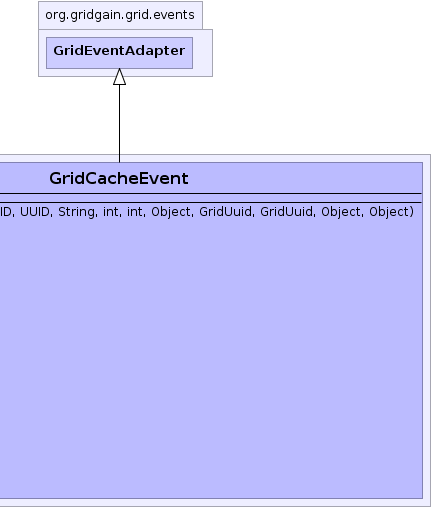 org.gridgain.grid.events
GridEventAdapter
GridCacheEvent
ID, UUID, String, int, int, Object, GridUuid, GridUuid, Object, Object)